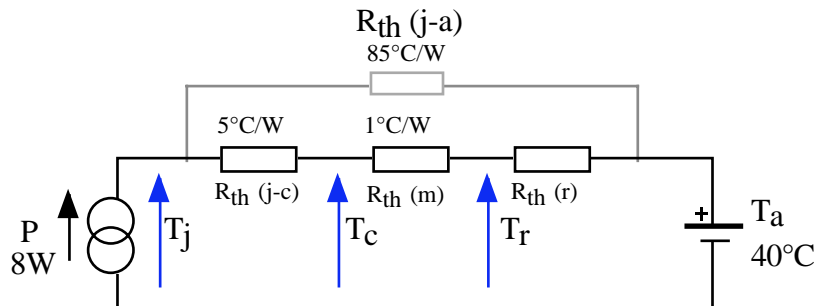 Rth (j-a)
85°C/W
5°C/W
1°C/W
Rth (j-c)
Rth (m)
Rth (r)
P
8W
Tj
Tc
Tr
+
Ta
40°C